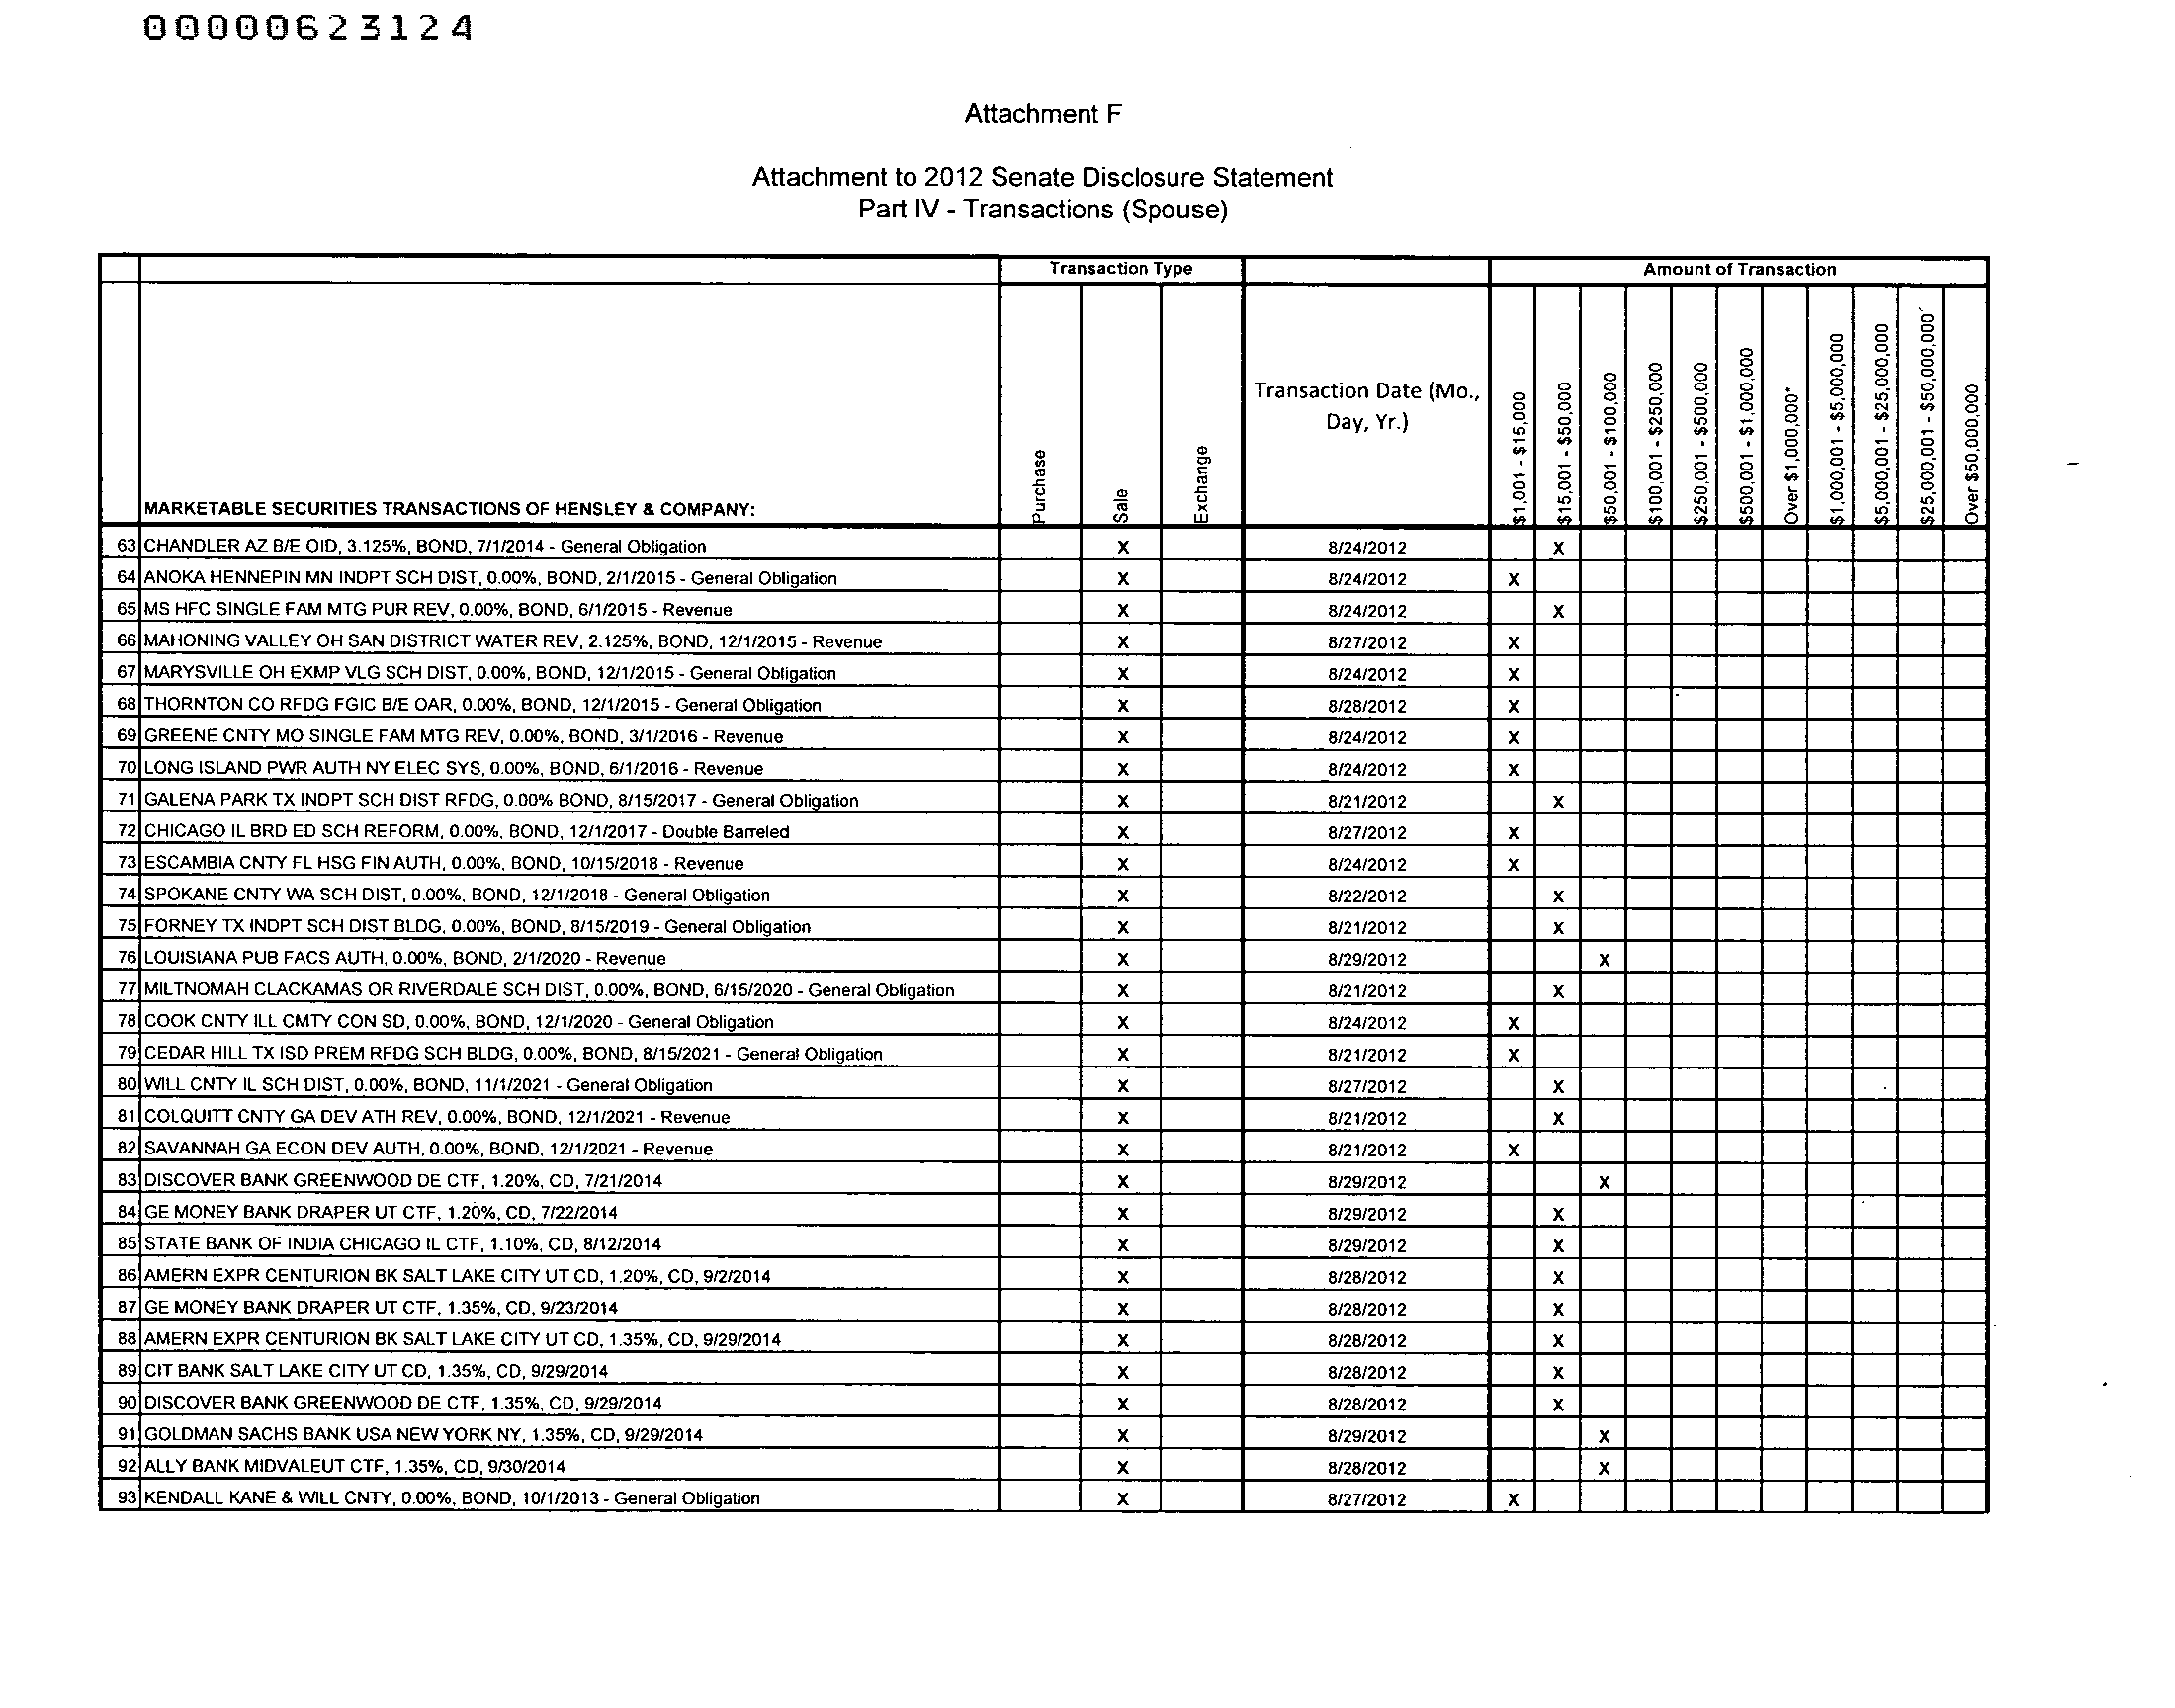 00000623124
Attachment F
Attachment to 2012 Senate Disclosure Statement
Part IV - Transactions (Spouse)
Transaction Type Amount of Transaction
MARKETABLE SECURITIES TRANSACTIONS OF HENSLEY & COMPANY: Purchase Sale Exchange Transaction Date (Mo., Day, Yr.) $1,001 - $15,000 $15,001 - $50,000 $50,001 - $100,000 $100,001 - $250,000 $250,001 - $500,000 $500,001 - $1,000,000 Over $1,000,000* $1,000,001 - $5,000,000 $5,000,001 - $25,000,000 $25,000,001 - $50,000,000 Over $50,000,000
63 CHANDLER AZ B/E OID, 3.125%, BOND, 7/1/2014 - General Obligation X 8/24/2012 X
64 ANOKA HENNEPIN MN INDPT SCH DIST, 0.00%, BOND, 2/1/2015 - General Obligation X 8/24/2012 X
65 MS HFC SINGLE FAM MTG PUR REV, 0.00%, BOND, 6/1/2015 - Revenue X 8/24/2012 X
66 MAHONING VALLEY OH SAN DISTRICT WATER REV, 2.125%, BOND, 12/1/2015 - Revenue X 8/27/2012 X
67 MARYSVILLE OH EXMP VLG SCH DIST, 0.00%, BOND, 12/1/2015 - General Obligation X 8/24/2012 X
68 THORNTON CO RFDG FGIC B/E OAR, 0.00%, BOND, 12/1/2015 - General Obligation X 8/28/2012 X
69 GREENE CNTY MO SINGLE FAM MTG REV, 0.00%, BOND, 3/1/2016 - Revenue X 8/24/2012 X
70 LONG ISLAND PWR AUTH NY ELEC SYS, 0.00%, BOND, 6/1/2016 - Revenue X 8/24/2012 X
71 GALENA PARK TX INDPT SCH DIST RFDG, 0.00% BOND, 8/15/2017 - General Obligation X 8/21/2012 X
72 CHICAGO IL BRD ED SCH REFORM, 0.00%, BOND, 12/1/2017 - Double Barreled X 8/27/2012 X
73 ESCAMBIA CNTY FL HSG FIN AUTH, 0.00%, BOND, 10/15/2018 - Revenue X 8/24/2012 X
74 SPOKANE CNTY WA SCH DIST, 0.00%, BOND, 12/1/2018 - General Obligation X 8/22/2012 X
75 FORNEY TX INDPT SCH DIST BLDG, 0.00%, BOND, 8/15/2019 - General Obligation X 8/21/2012 X
76 LOUISIANA PUB FACS AUTH, 0.00%, BOND, 2/1/2020 - Revenue X 8/29/2012 X
77 MILTNOMAH CLACKAMAS OR RIVERDALE SCH DIST, 0.00%, BOND, 6/15/2020 - General Obligation X 8/21/2012 X
78 COOK CNTY ILL CMTY CON SD, 0.00%, BOND, 12/1/2020 - General Obligation X 8/24/2012 X
79 CEDAR HILL TX ISD PREM RFDG SCH BLDG, 0.00%, BOND, 8/15/2021 - General Obligation X 8/21/2012 X
80 WILL CNTY IL SCH DIST, 0.00%, BOND, 11/1/2021 - General Obligation X 8/27/2012 X
81 COLQUITT CNTY GA DEV ATH REV, 0.00%, BOND, 12/1/2021 - Revenue X 8/21/2012 X
82 SAVANNAH GA ECON DEV AUTH, 0.00%, BOND, 12/1/2021 - Revenue X 8/21/2012 X
83 DISCOVER BANK GREENWOOD DE CTF, 1.20%, CD, 7/21/2014 X 8/29/2012 X
84 GE MONEY BANK DRAPER UT CTF, 1.20%, CD, 7/22/2014 X 8/29/2012 X
85 STATE BANK OF INDIA CHICAGO IL CTF, 1.10%, CD, 8/12/2014 X 8/29/2012 X
86 AMERN EXPR CENTURION BK SALT LAKE CITY UT CD, 1.20%, CD, 9/2/2014 X 8/28/2012 X
87 GE MONEY BANK DRAPER UT CTF, 1.35%, CD, 9/23/2014 X 8/28/2012 X
88 AMERN EXPR CENTURION BK SALT LAKE CITY UT CD, 1.35%, CD, 9/29/2014 X 8/28/2012 X
89 CIT BANK SALT LAKE CITY UT CD, 1.35%, CD, 9/29/2014 X 8/28/2012 X
90 DISCOVER BANK GREENWOOD DE CTF, 1.35%, CD, 9/29/2014 X 8/28/2012 X
91 GOLDMAN SACHS BANK USA NEW YORK NY, 1.35%, CD, 9/29/2014 X 8/29/2012 X
92 ALLY BANK MIDVALEUT CTF, 1.35%, CD, 9/30/2014 X 8/28/2012 X
93 KENDALL KANE & WILL CNTY, 0.00%, BOND, 10/1/2013 - General Obligation X 8/27/2012 X